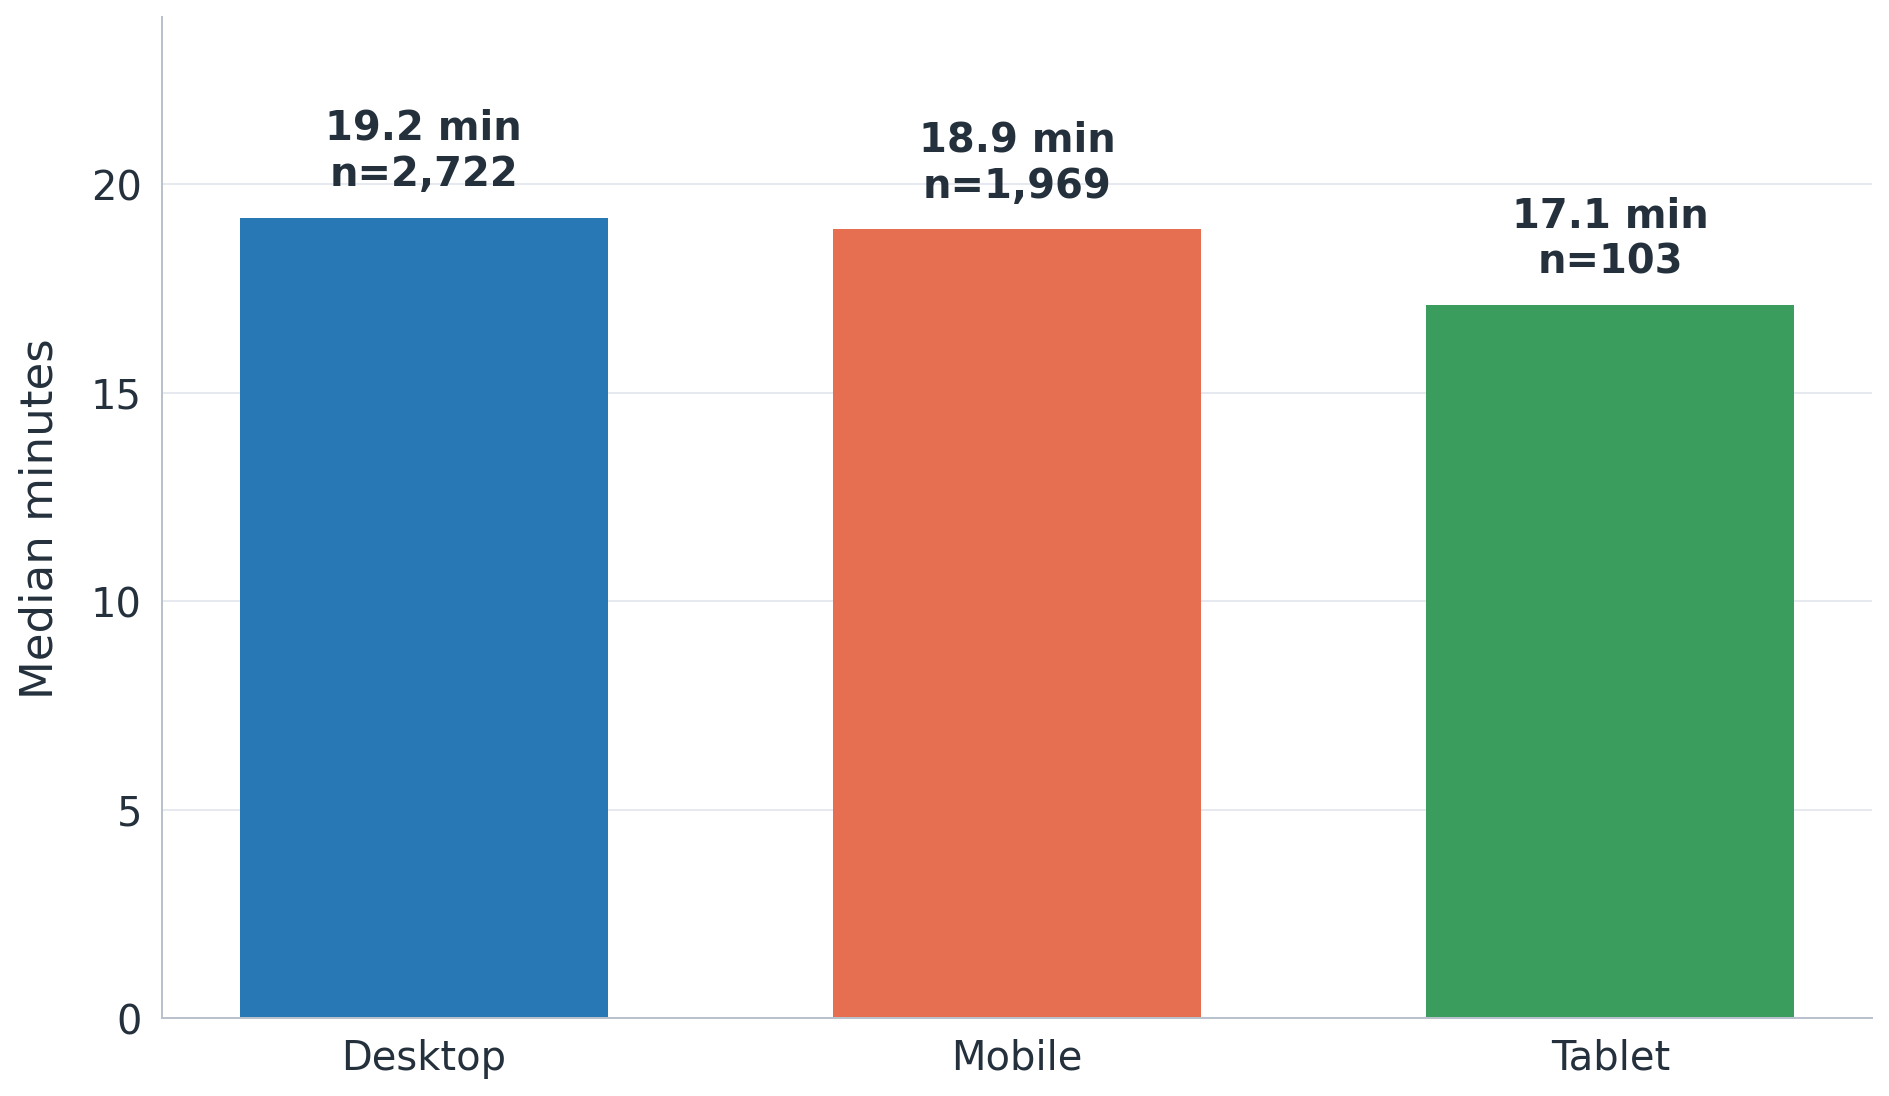 19.2 min
n=2,722
18.9 min
n=1,969
17.1 min
n=103
Median minutes
20
15
10
5
0
Desktop
Mobile
Tablet